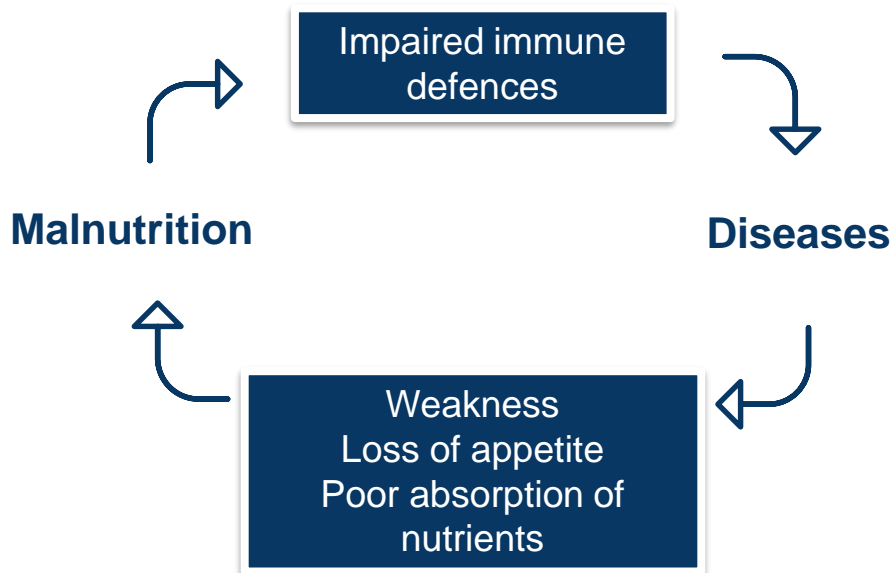 Impaired immune
defences
Malnutrition
Diseases
Weakness
Loss of appetite
Poor absorption of
nutrients